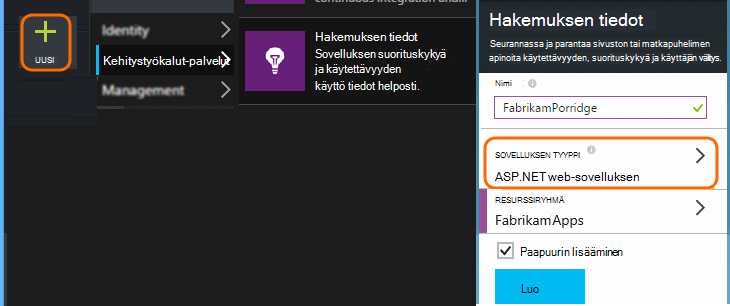 UUSI
Identity
Kehitystyökalut-palvelut
Management
continuous integration and...
Hakemuksen tiedot
Sovelluksen suorituskykyä
ja käytettävyyden
käyttö tiedot helposti.
Hakemuksen tiedot
Seurannassa ja parantaa sivuston tai matkapuhelimen
apinoita käytettävyyden, suorituskykyä ja käyttäjän
Nimi
FabrikamPorridge
SOVELLUKSEN TYYPPI
ASP.NET web-sovelluksen
RESURSSIRYHMÄ
FabrikamApps
Paapuurin lisääminen
Luo